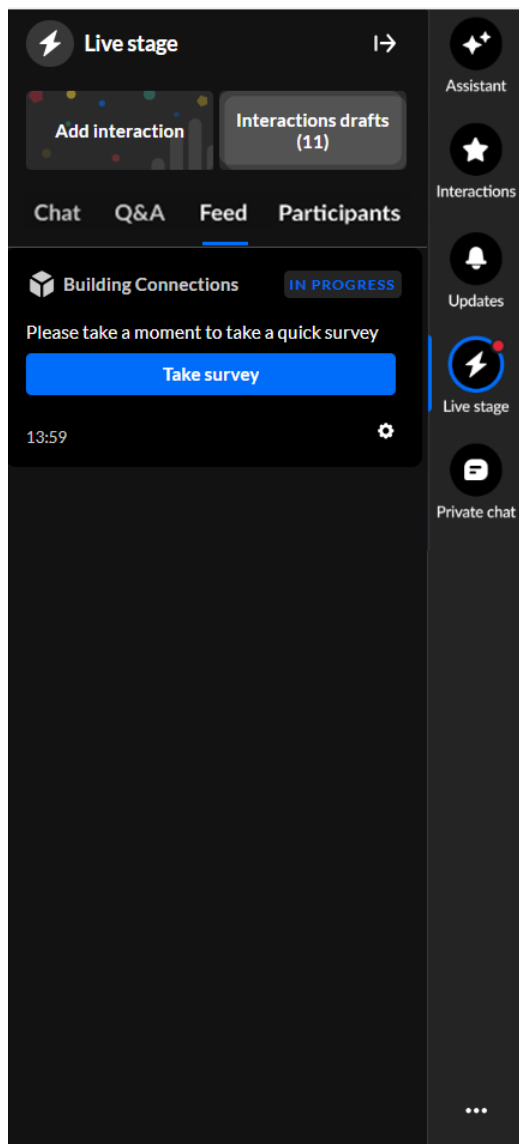 Live stage
Add interaction
Interactions drafts
(11)
Chat
Q&A
Feed
Participants
Building Connections
IN PROGRESS
Please take a moment to take a quick survey
Take survey
13:59
Assistant
Interactions
Updates
Live stage
Private chat